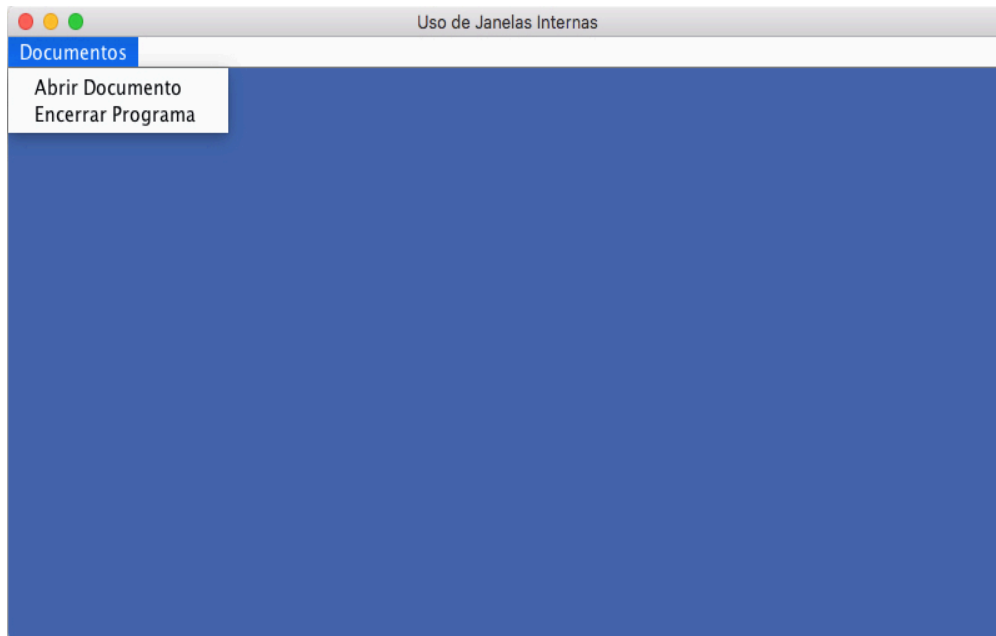 Uso de Janelas Internas
Documentos
Abrir Documento
Encerrar Programa